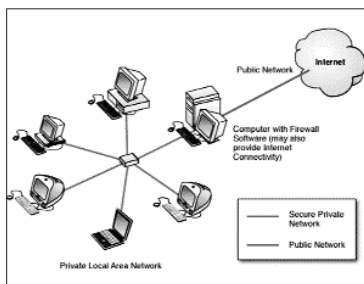 Internet
Public Network
Computer with Firewall
Software (may also
provide Internet
Connectivity)
Secure Private
Network
Public Network
Private Local Area Network